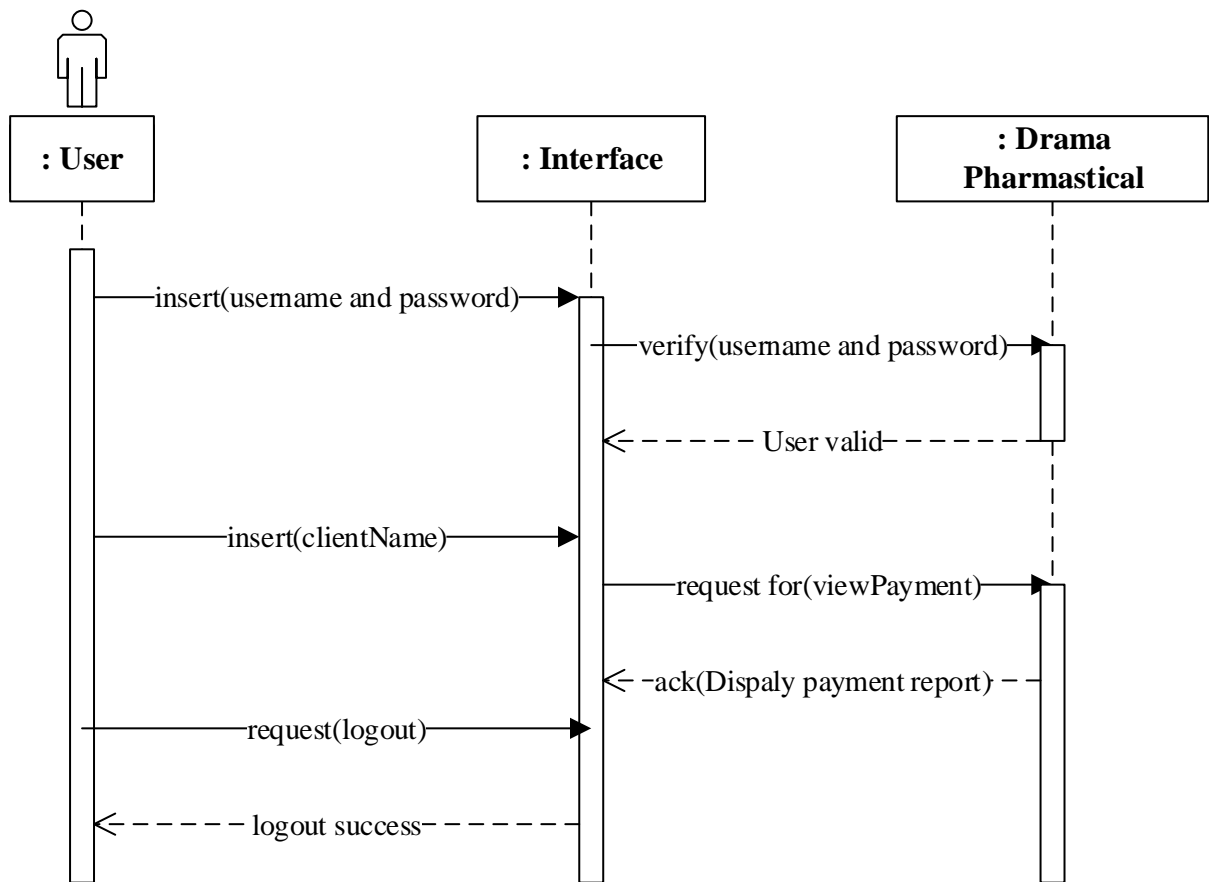 : User
: Interface
: Drama
Pharmastical
insert(username and password)
verify(username and password)
User valid
insert(clientName)
request for(viewPayment)
ack(Dispaly payment report)
request(logout)
logout success